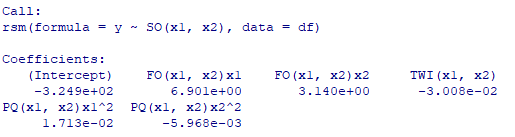 Call:
rsm(formula = y ~ SO(x1, x2), data = df)
Coefficients:
(Intercept) FO(x1, x2)x1 FO(x1, x2)x2 TWI(x1, x2)
-3.249e+02 6.901e+00 3.140e+00 -3.008e-02
PQ(x1, x2)x1^2 PQ(x1, x2)x2^2
1.713e-02 -5.968e-03